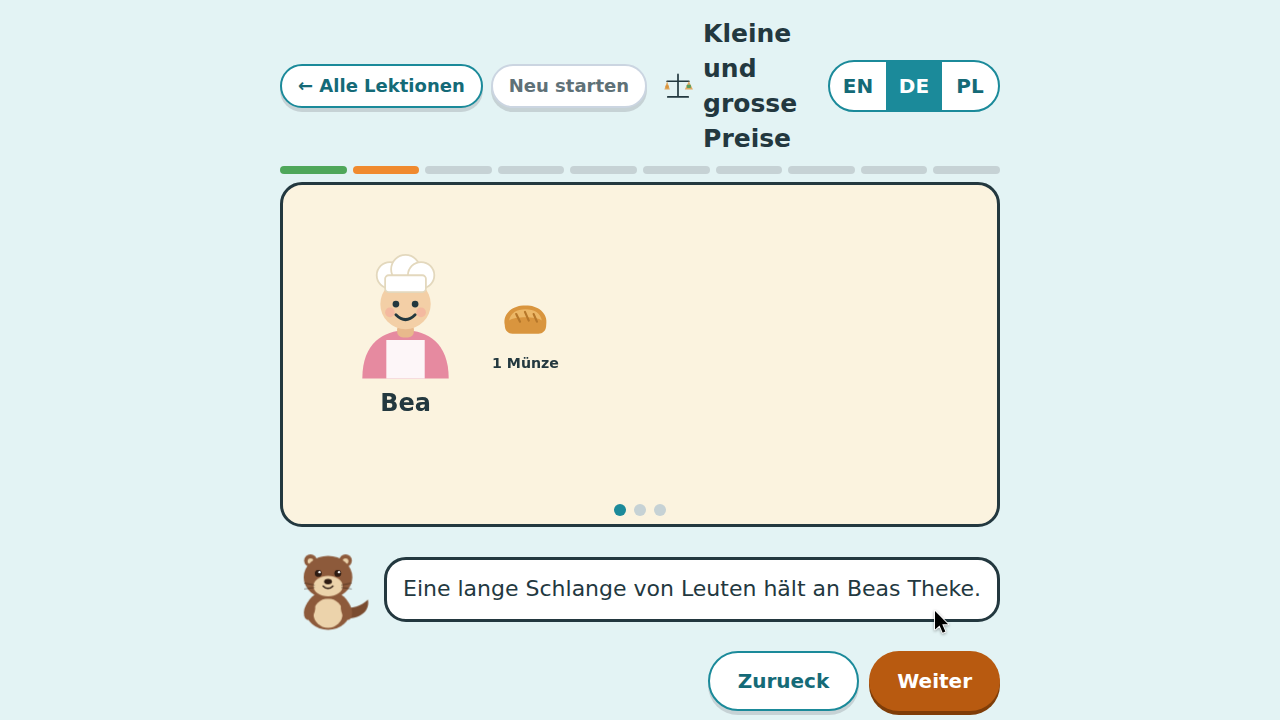 ← Alle Lektionen
Neu starten
Kleine
und
grosse
Preise
EN
DE
PL
1 Münze
Bea
Eine lange Schlange von Leuten hält an Beas Theke.
Zurueck
Weiter